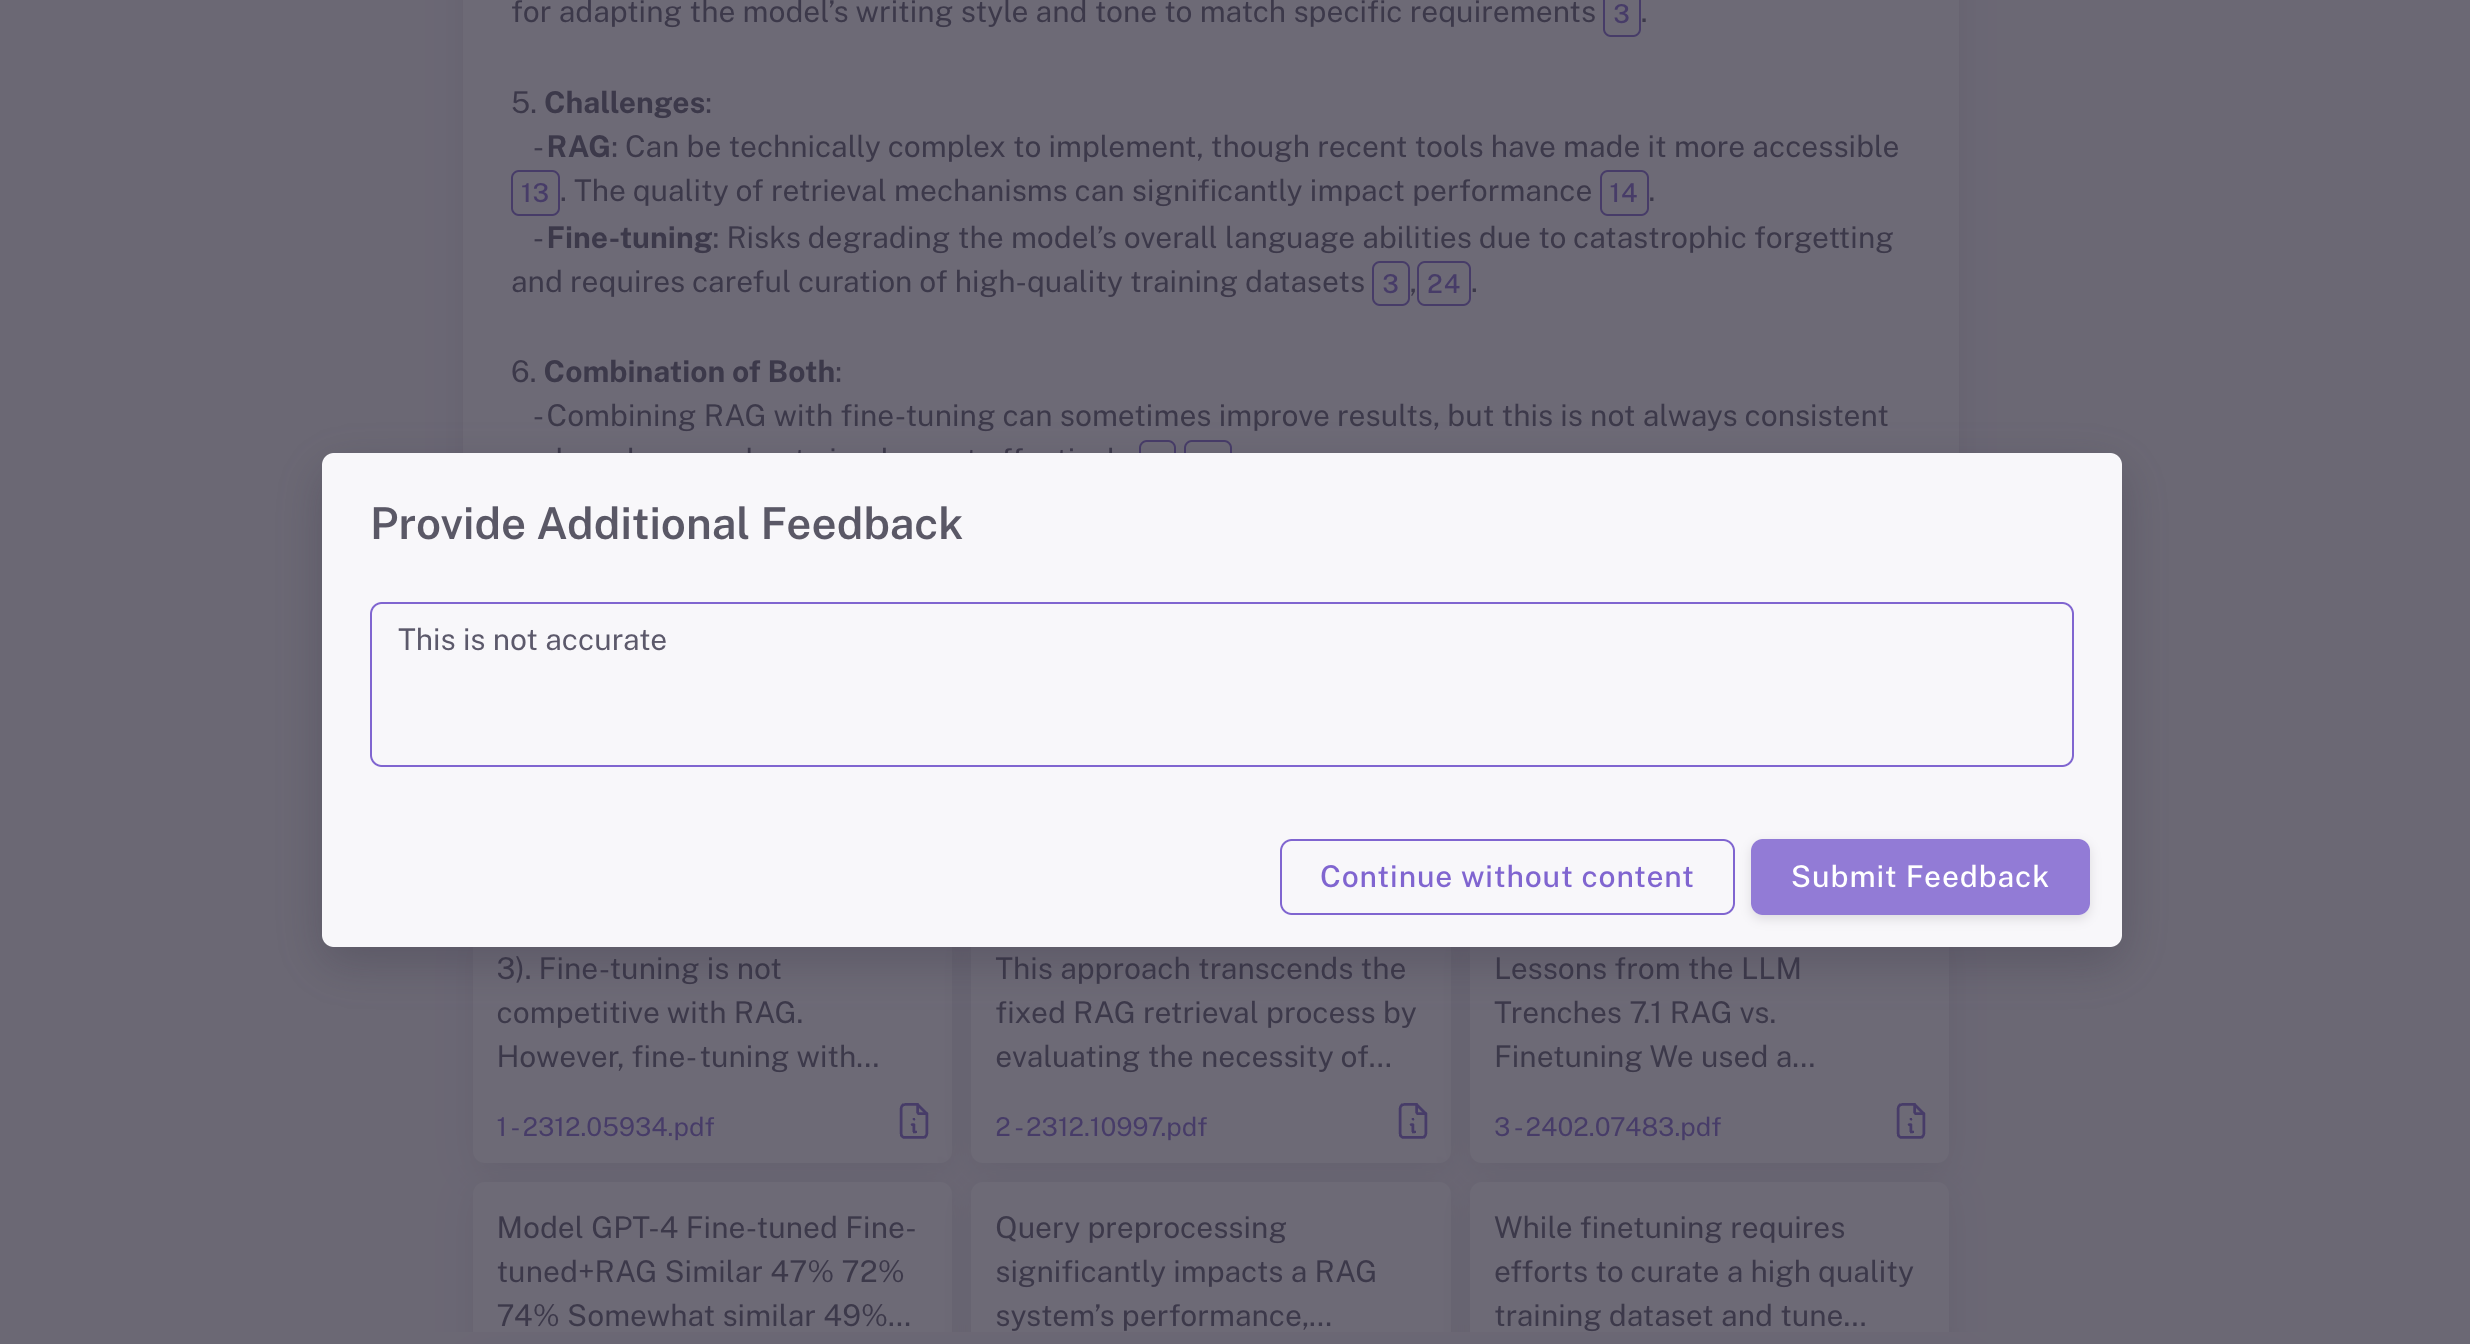 for adapting the model's writing style and tone to match specific requirements 3.
5. Challenges:
- RAG: Can be technically complex to implement, though recent tools have made it more accessible
13. The quality of retrieval mechanisms can significantly impact performance 14.
- Fine-tuning: Risks degrading the model's overall language abilities due to catastrophic forgetting
and requires careful curation of high-quality training datasets 3,24.
6. Combination of Both:
- Combining RAG with fine-tuning can sometimes improve results, but this is not always consistent
Provide Additional Feedback
This is not accurate
Continue without content
Submit Feedback
3). Fine-tuning is not
competitive with RAG.
However, fine-tuning with...
1 - 2312.05934.pdf
This approach transcends the
fixed RAG retrieval process by
evaluating the necessity of...
2 - 2312.10997.pdf
Lessons from the LLM
Trenches 7.1 RAG vs.
Finetuning We used a...
3 - 2402.07483.pdf
Model GPT-4 Fine-tuned Fine-
tuned+RAG Similar 47% 72%
74% Somewhat similar 49%...
Query preprocessing
significantly impacts a RAG
system's performance,...
While finetuning requires
efforts to curate a high quality
training dataset and tune...